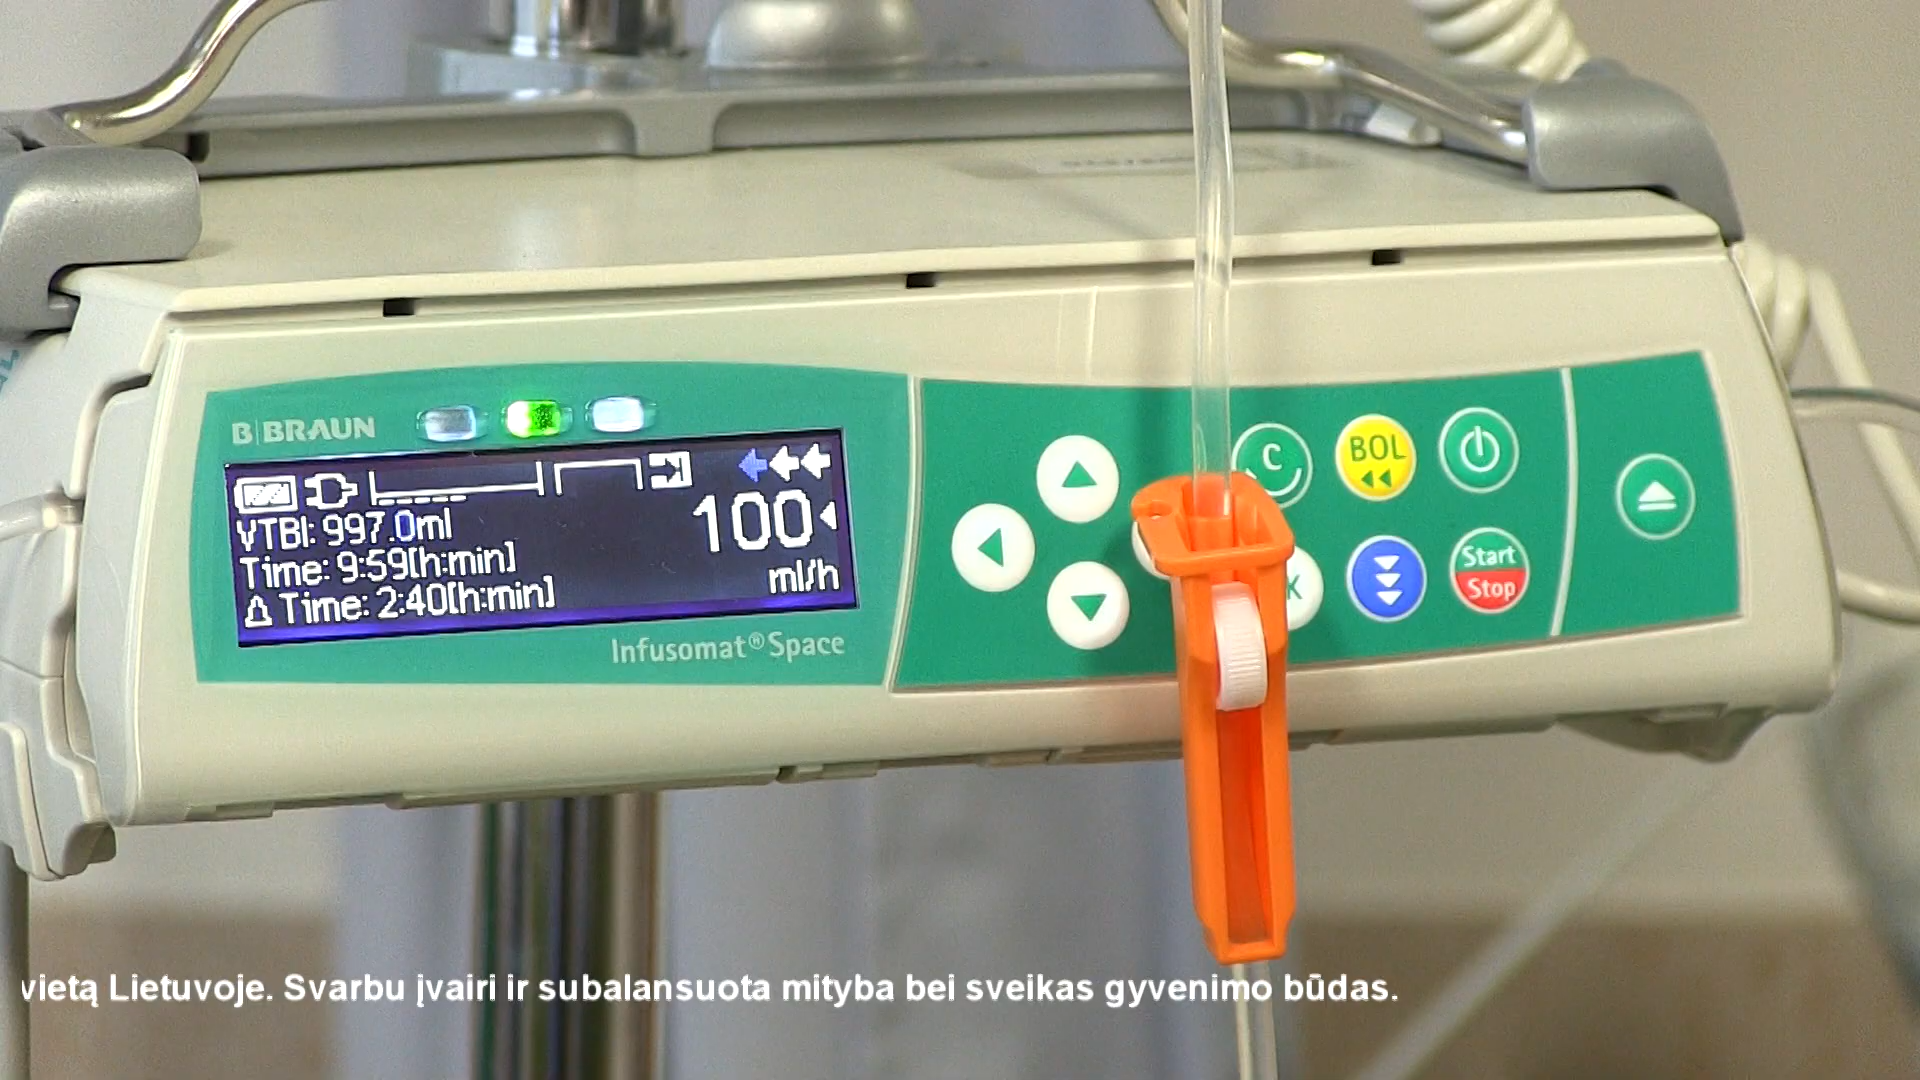 B|BRAUN
VTBI: 997.0ml
Time: 9:59[h:min]
Δ Time: 2:40[h:min]
100
ml/h
Infusomat® Space
C
BOL
K
Start
Stop
vietą Lietuvoje. Svarbu įvairi ir subalansuota mityba bei sveikas gyvenimo būdas.